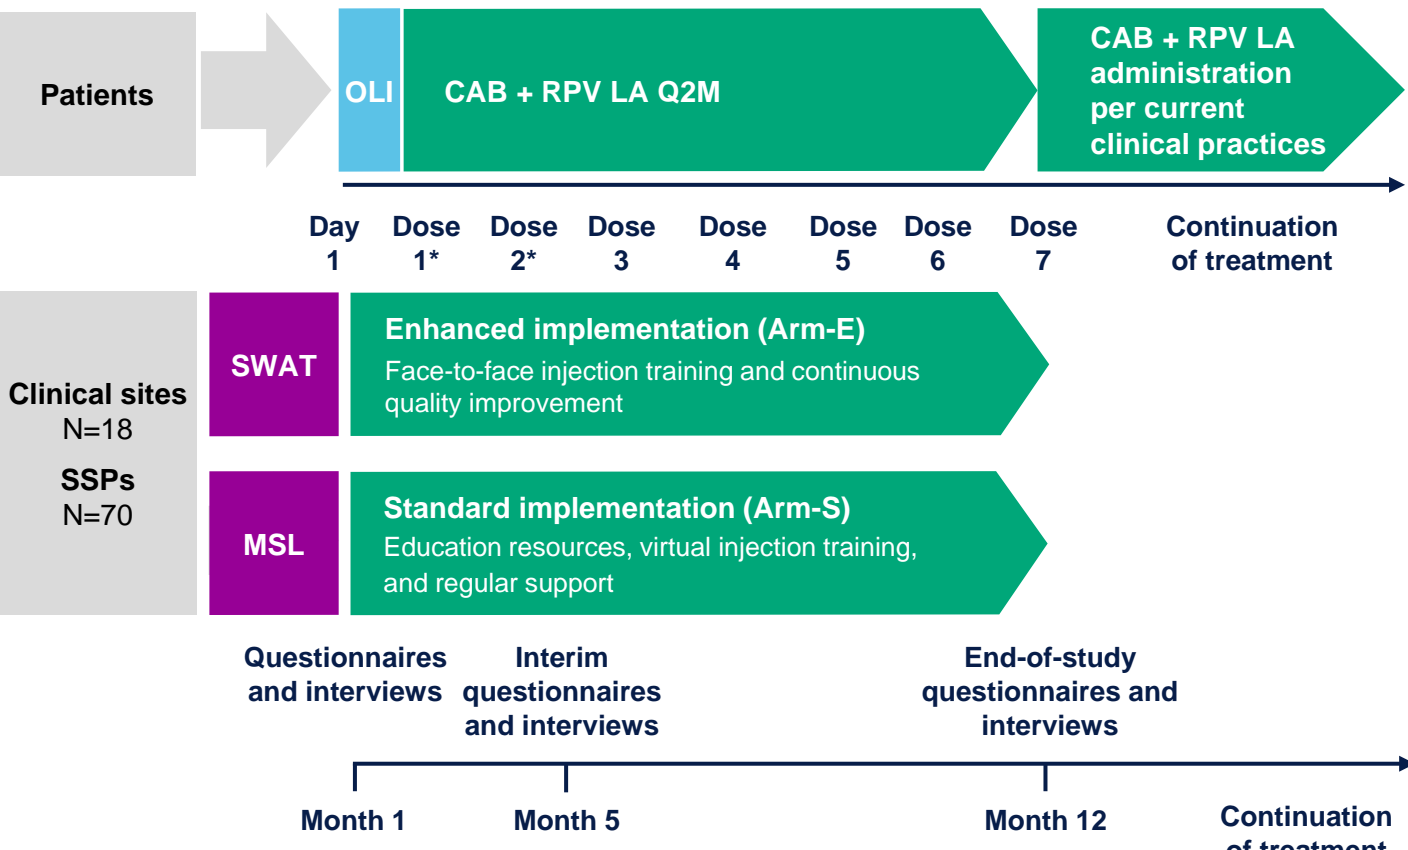 Patients
OLI
CAB + RPV LA Q2M
CAB + RPV LA
administration
per current
clinical practices
Day
1
Dose
1*
Dose
2*
Dose
3
Dose
4
Dose
5
Dose
6
Dose
7
Continuation
of treatment
Clinical sites
N=18
SSPs
N=70
SWAT
Enhanced implementation (Arm-E)
Face-to-face injection training and continuous
quality improvement
MSL
Standard implementation (Arm-S)
Education resources, virtual injection training,
and regular support
Questionnaires
and interviews
Interim
questionnaires
and interviews
End-of-study
questionnaires and
interviews
Month 1
Month 5
Month 12
Continuation
of treatment